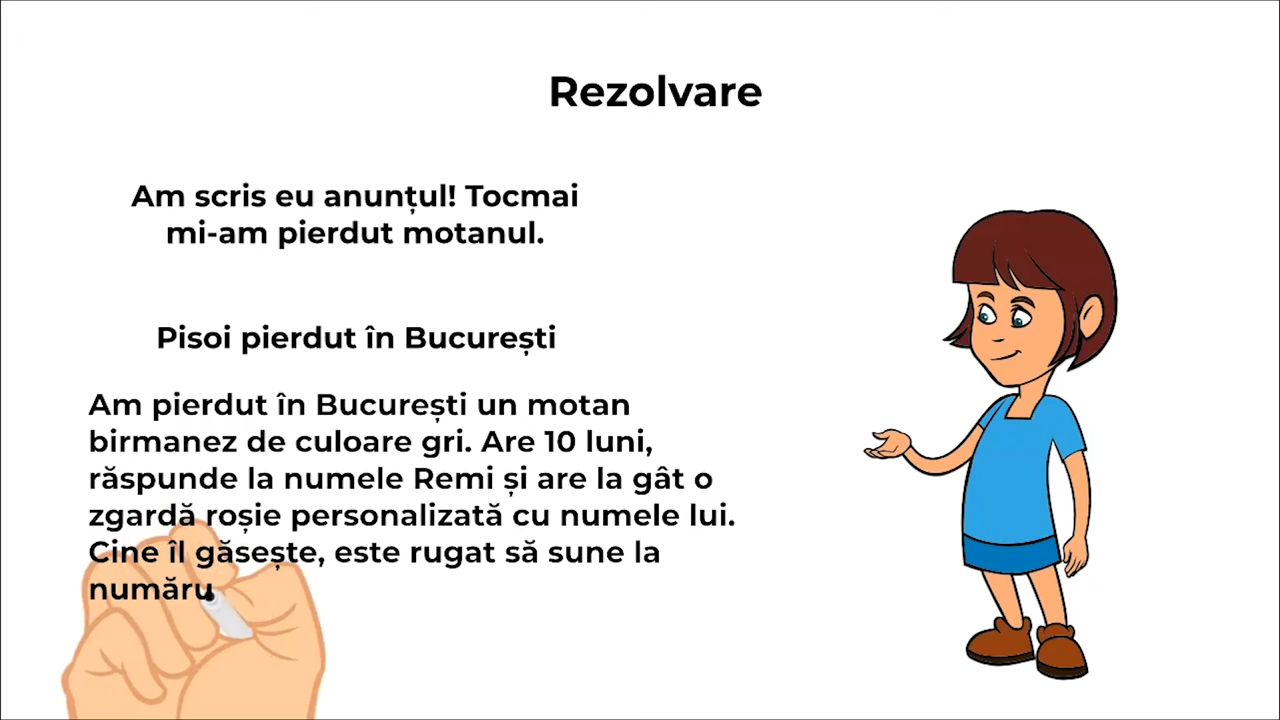 Rezolvare
Am scris eu anunțul! Tocmai
mi-am pierdut motanul.
Pisoi pierdut în București
Am pierdut în București un motan
birmanez de culoare gri. Are 10 luni,
răspunde la numele Remi și are la gât o
zgardă roșie personalizată cu numele lui.
Cine îl găsește, este rugat să sune la
număru